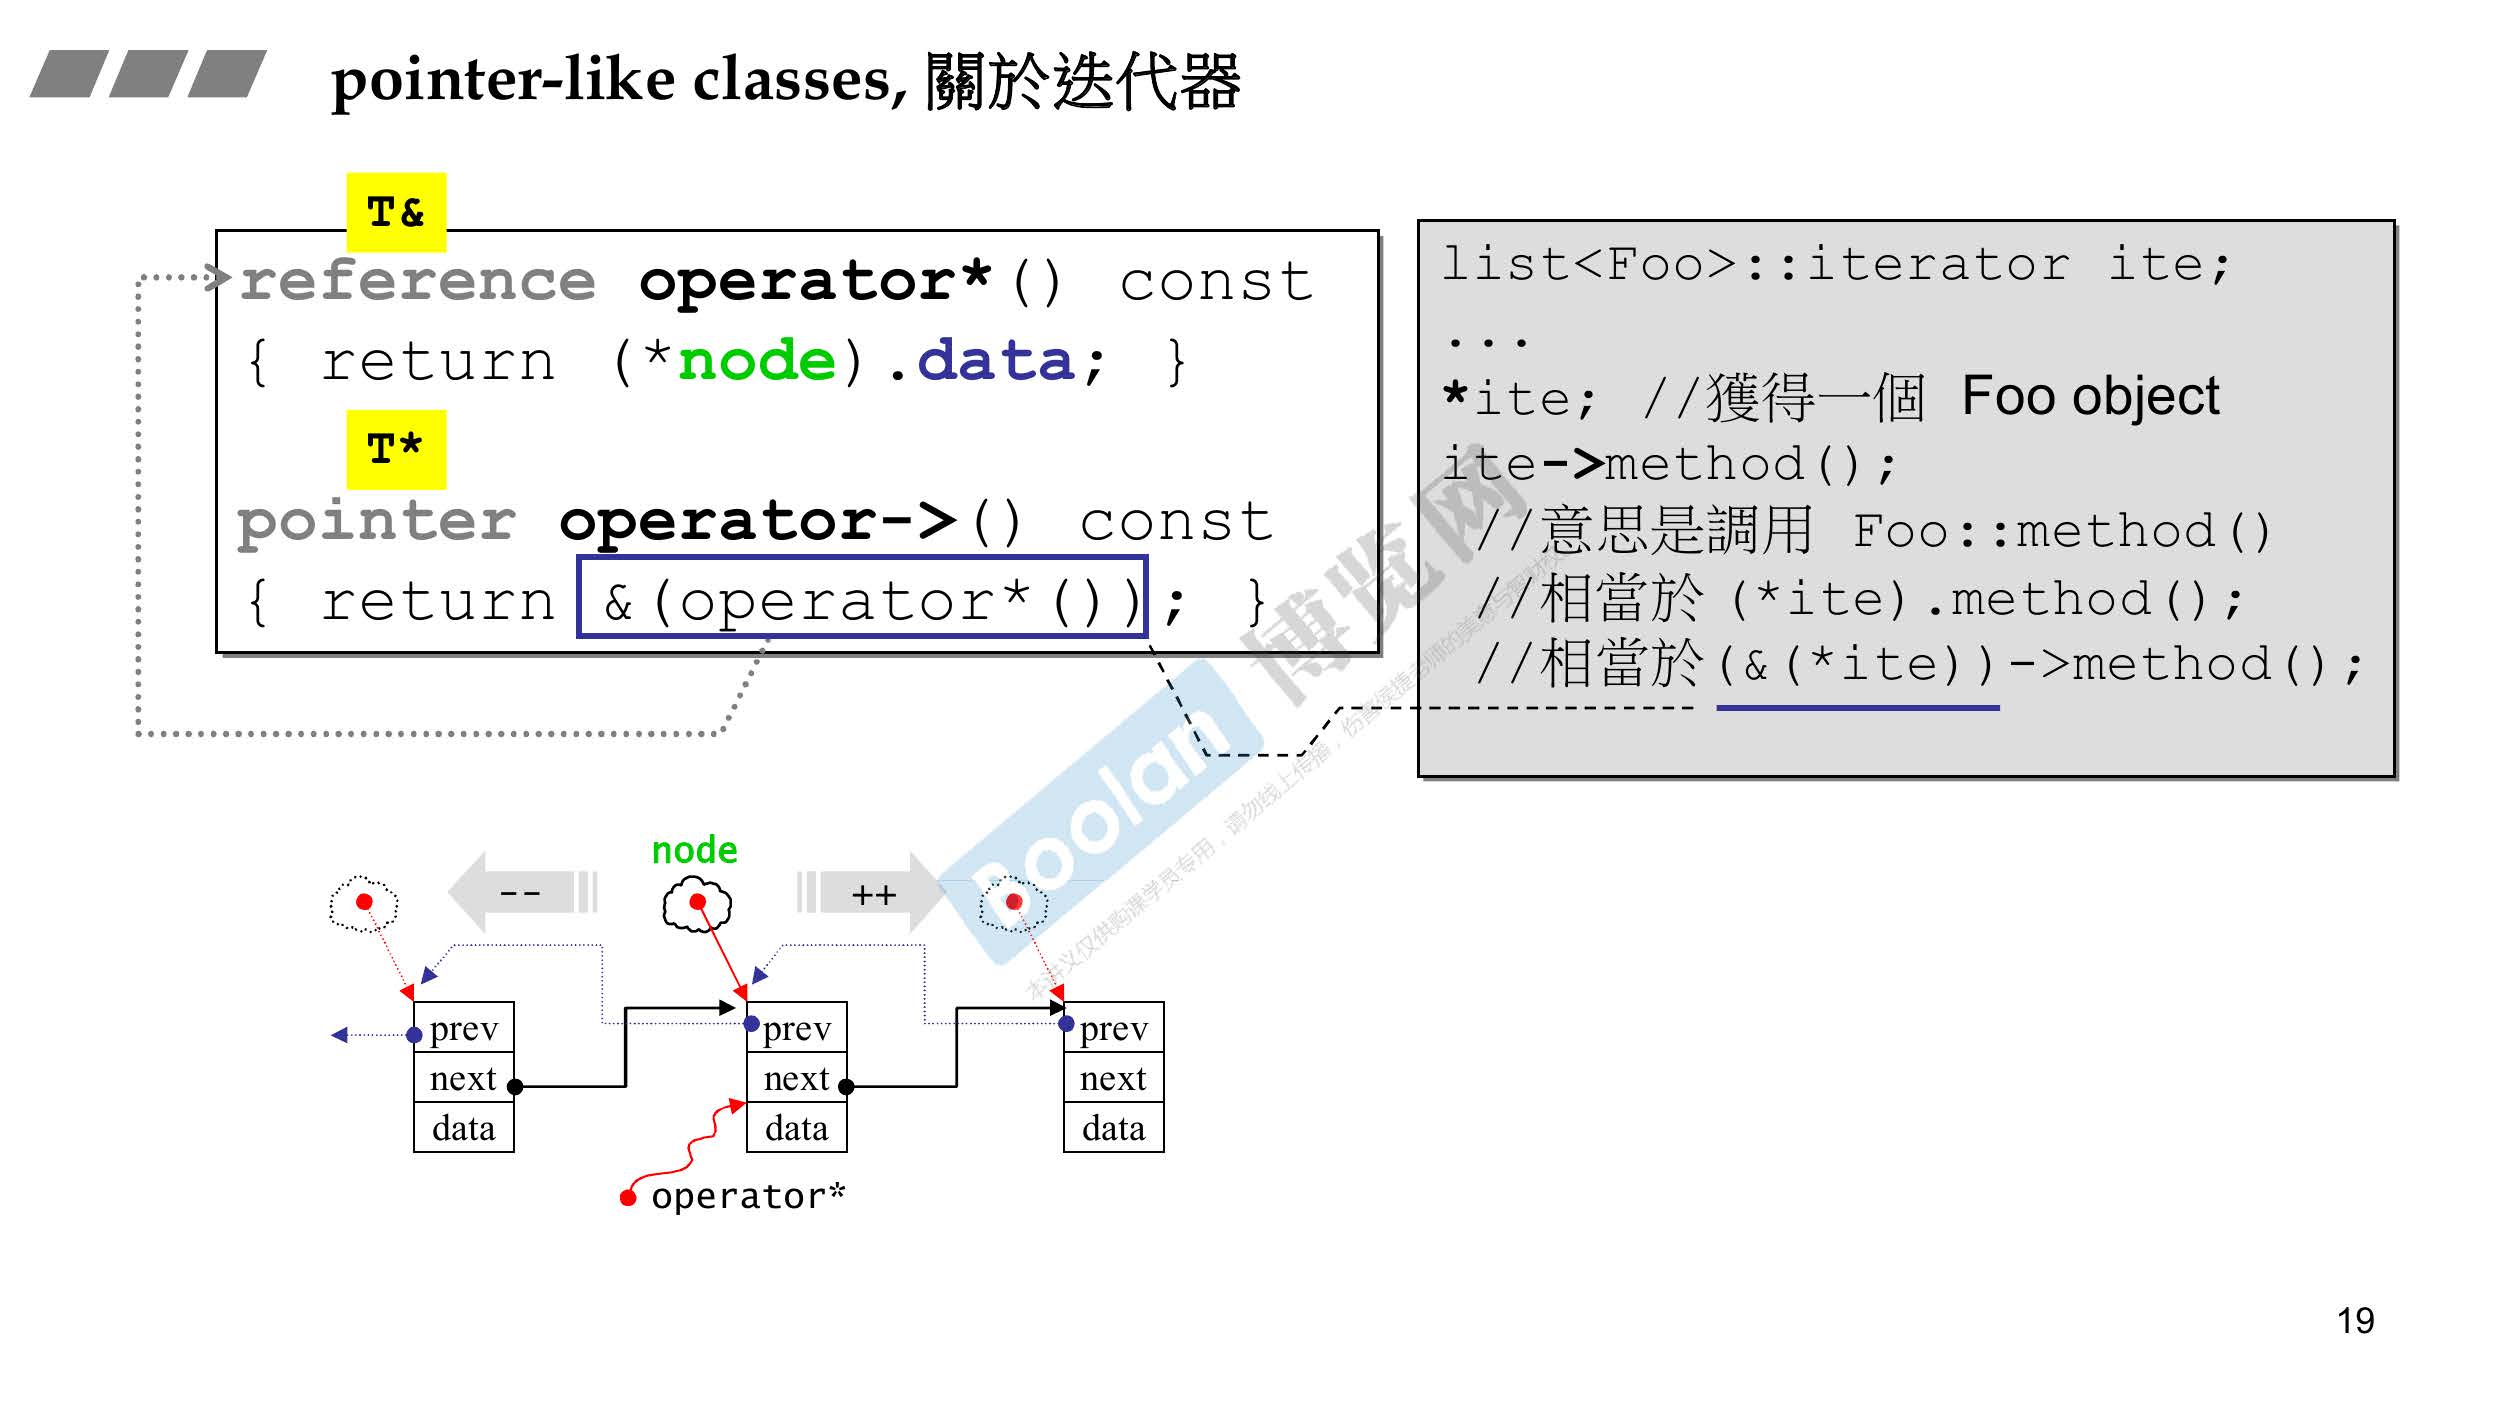 pointer-like classes, 關於迭代器
T&
reference operator*() const
{ return (*node).data; }
T*
pointer operator->() const
{ return &(operator*()); }
list<Foo>::iterator ite;
...
*ite; //獲得一個 Foo object
ite->method();
//意思是調用 Foo::method()
//相當於 (*ite).method();
//相當於(&(*ite))->method();
Boolan 博览网
node
--
++
prev
next
data
prev
next
data
prev
next
data
operator*
19